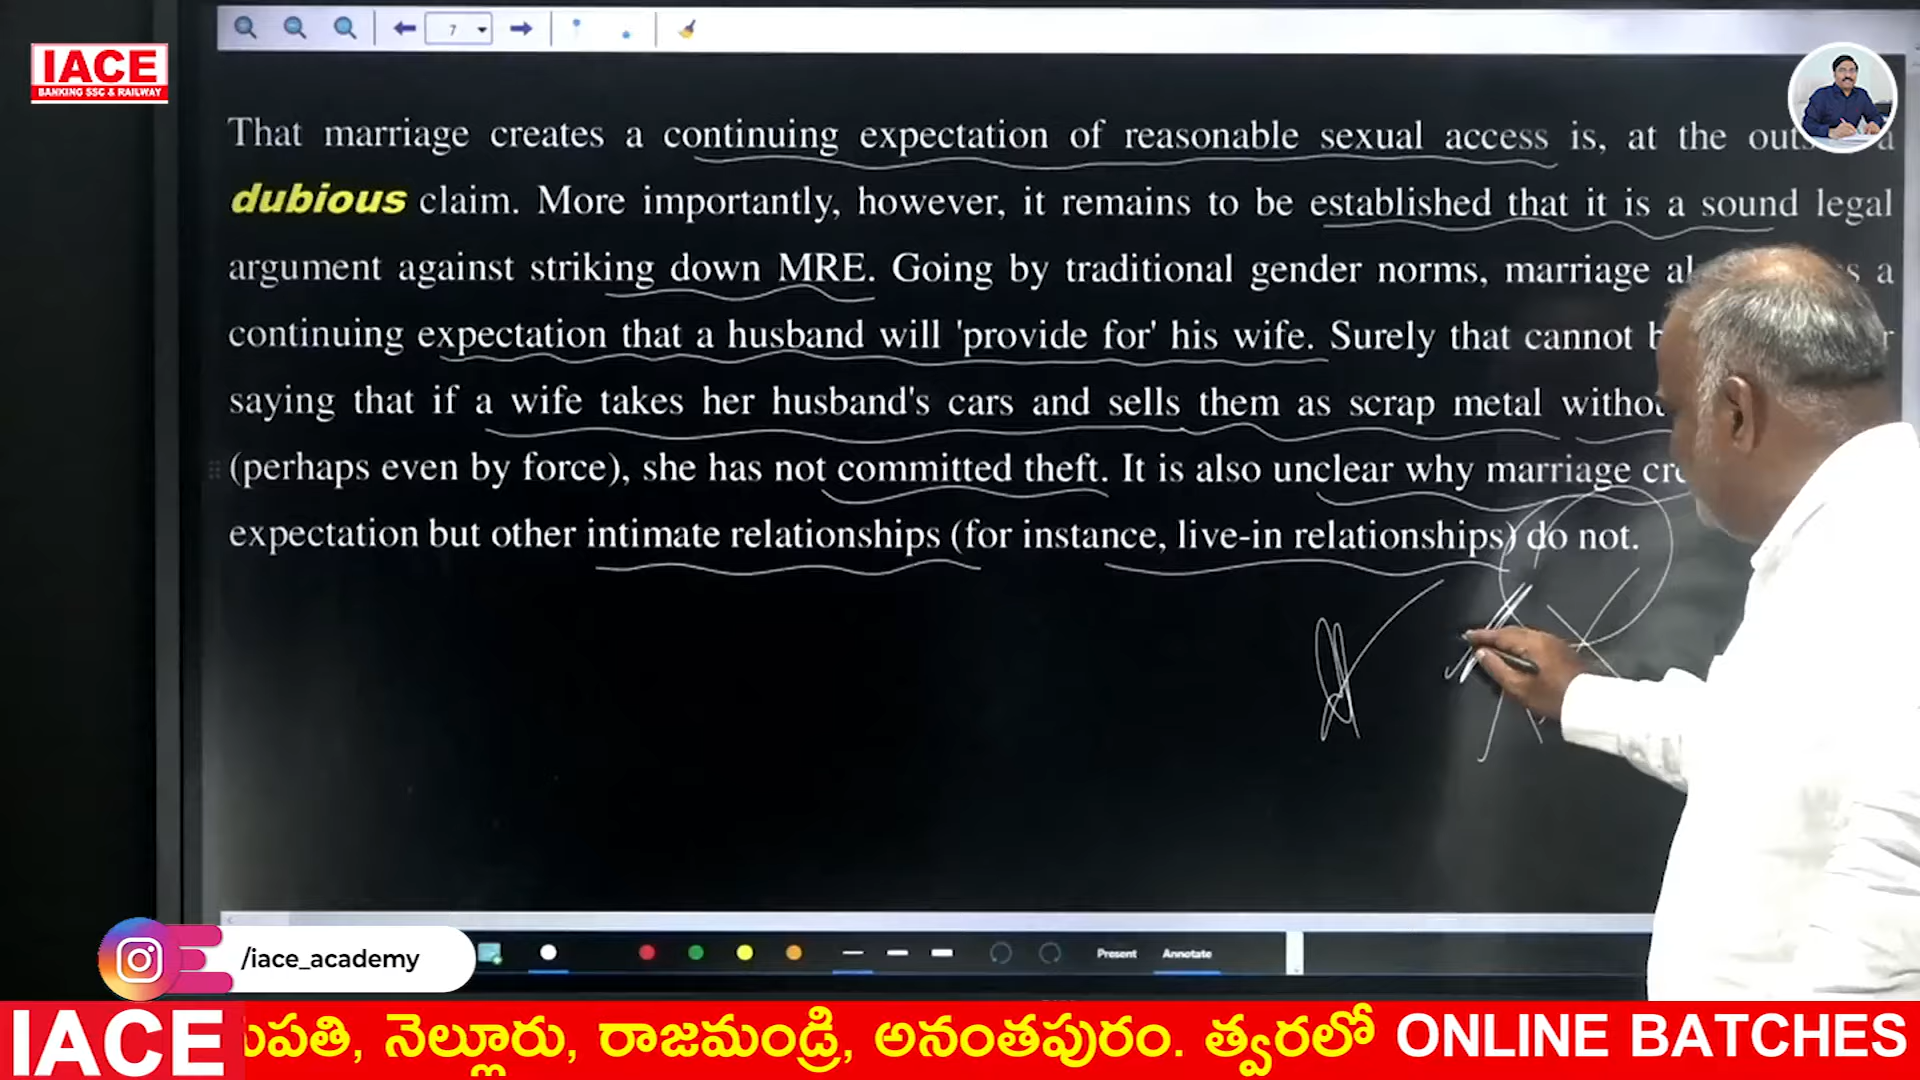 7
IACE
BANKING SSC & RAILWAY
That marriage creates a continuing expectation of reasonable sexual access is, at the a
dubious claim. More importantly, however, it remains to be established that it is a sound legal
argument against striking down MRE. Going by traditional gender norms, marriage a
continuing expectation that a husband will 'provide for' his wife. Surely that cannot
saying that if a wife takes her husband's cars and sells them as scrap metal
(perhaps even by force), she has not committed theft. It is also unclear why marriage
expectation but other intimate relationships (for instance, live-in relationships) do not.
/iace_academy
Present Annotate
IACE నెల్లూరు, రాజమండ్రి, అనంతపురం. త్వరలో ONLINE BATCHES